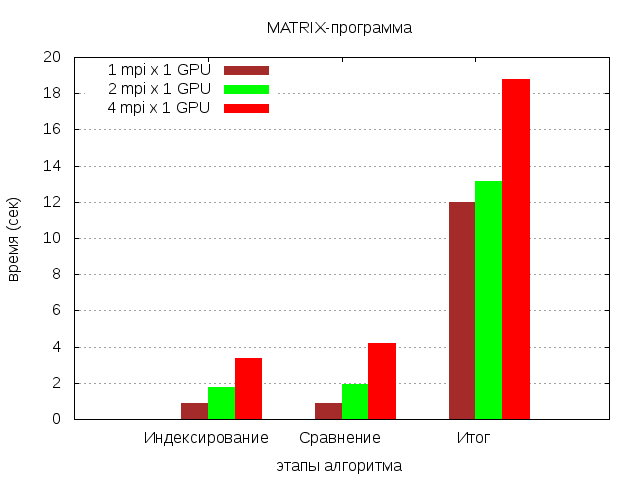 MATRIX-программа
1 mpi x 1 GPU
2 mpi x 1 GPU
4 mpi x 1 GPU
20
18
16
14
12
10
8
6
4
2
0
время (сек)
Индексирование Сравнение Итог
этапы алгоритма